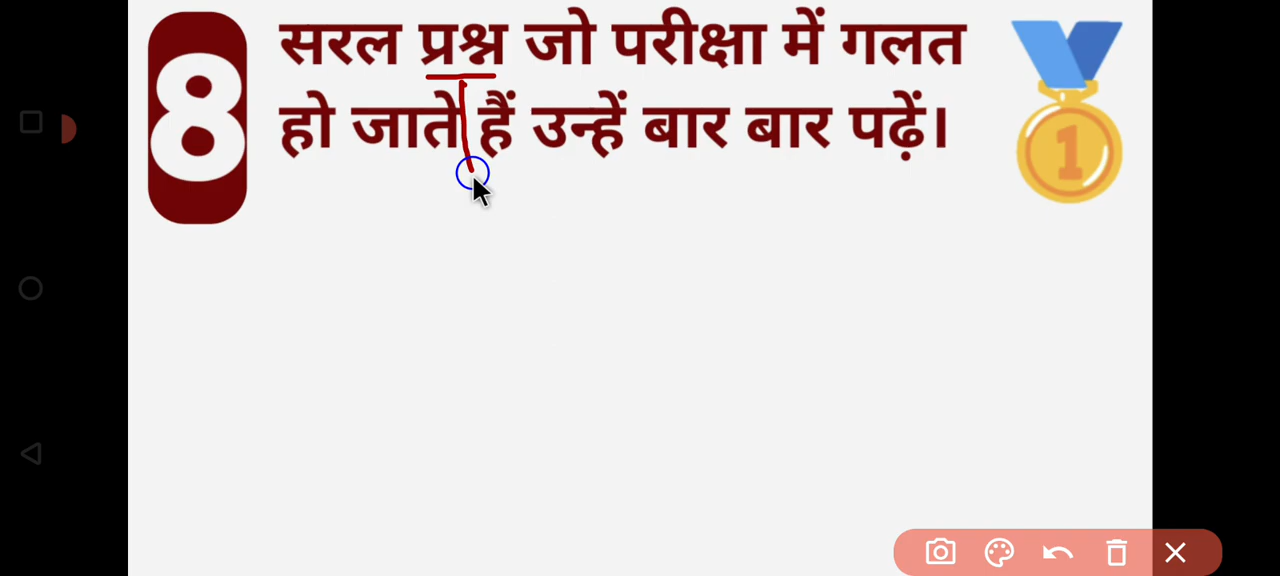 8
सरल प्रश्न जो परीक्षा में गलत
हो जाते हैं उन्हें बार बार पढ़ें।
1